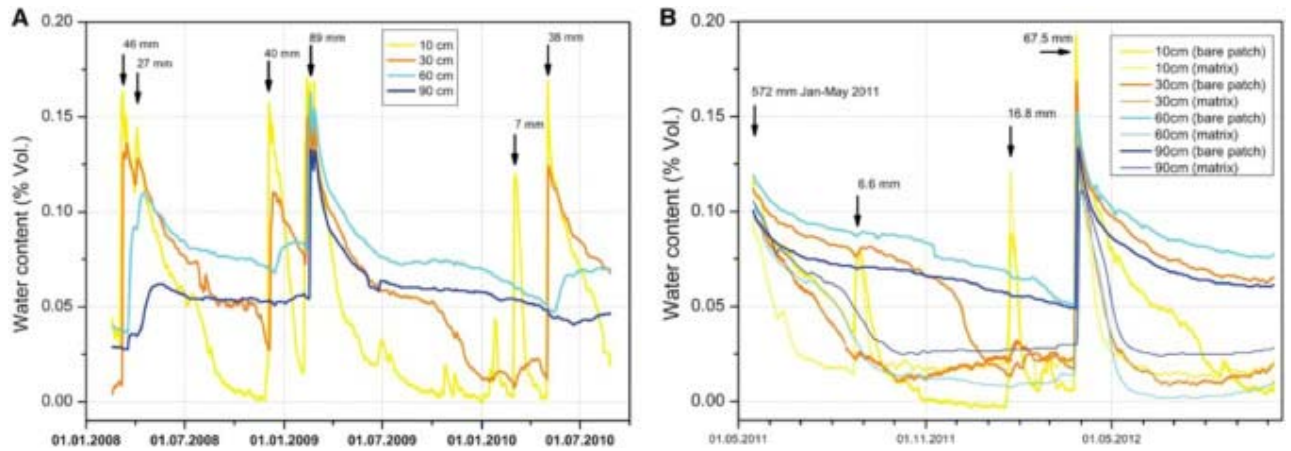 A
Water content (% Vol.)
0.20
0.15
0.10
0.05
0.00
46 mm
27 mm
40 mm
89 mm
7 mm
38 mm
10 cm
30 cm
60 cm
90 cm
01.01.2008
01.07.2008
01.01.2009
01.07.2009
01.01.2010
01.07.2010
B
Water content (% Vol.)
0.20
0.15
0.10
0.05
0.00
572 mm Jan-May 2011
6.6 mm
16.8 mm
67.5 mm
10cm (bare patch)
10cm (matrix)
30cm (bare patch)
30cm (matrix)
60cm (bare patch)
60cm (matrix)
90cm (bare patch)
90cm (matrix)
01.05.2011
01.11.2011
01.05.2012